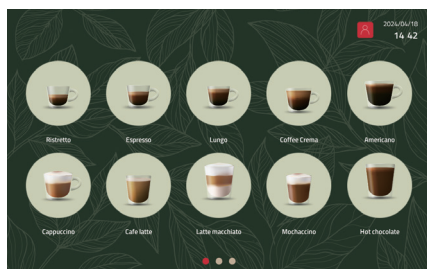 2024/04/18
14 42
Ristretto
Espresso
Lungo
Coffee Crema
Americano
Cappuccino
Cafe latte
Latte macchiato
Mochaccino
Hot chocolate